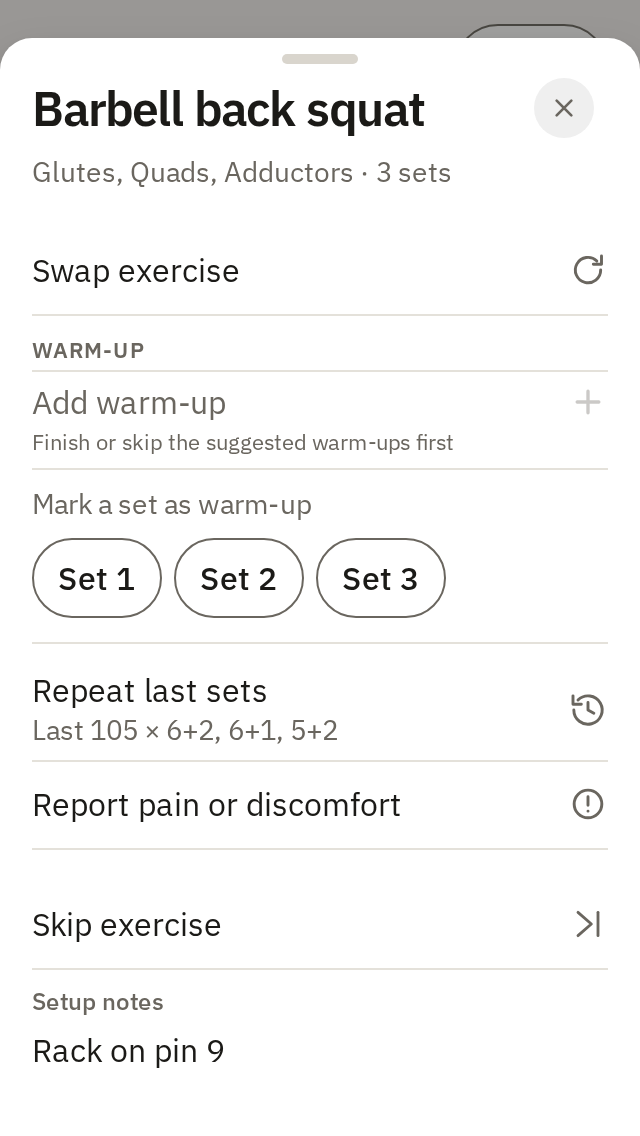 Barbell back squat
Glutes, Quads, Adductors · 3 sets
Swap exercise
WARM-UP
Add warm-up
Finish or skip the suggested warm-ups first
Mark a set as warm-up
Set 1 Set 2 Set 3
Repeat last sets
Last 105 × 6+2, 6+1, 5+2
Report pain or discomfort
Skip exercise
Setup notes
Rack on pin 9